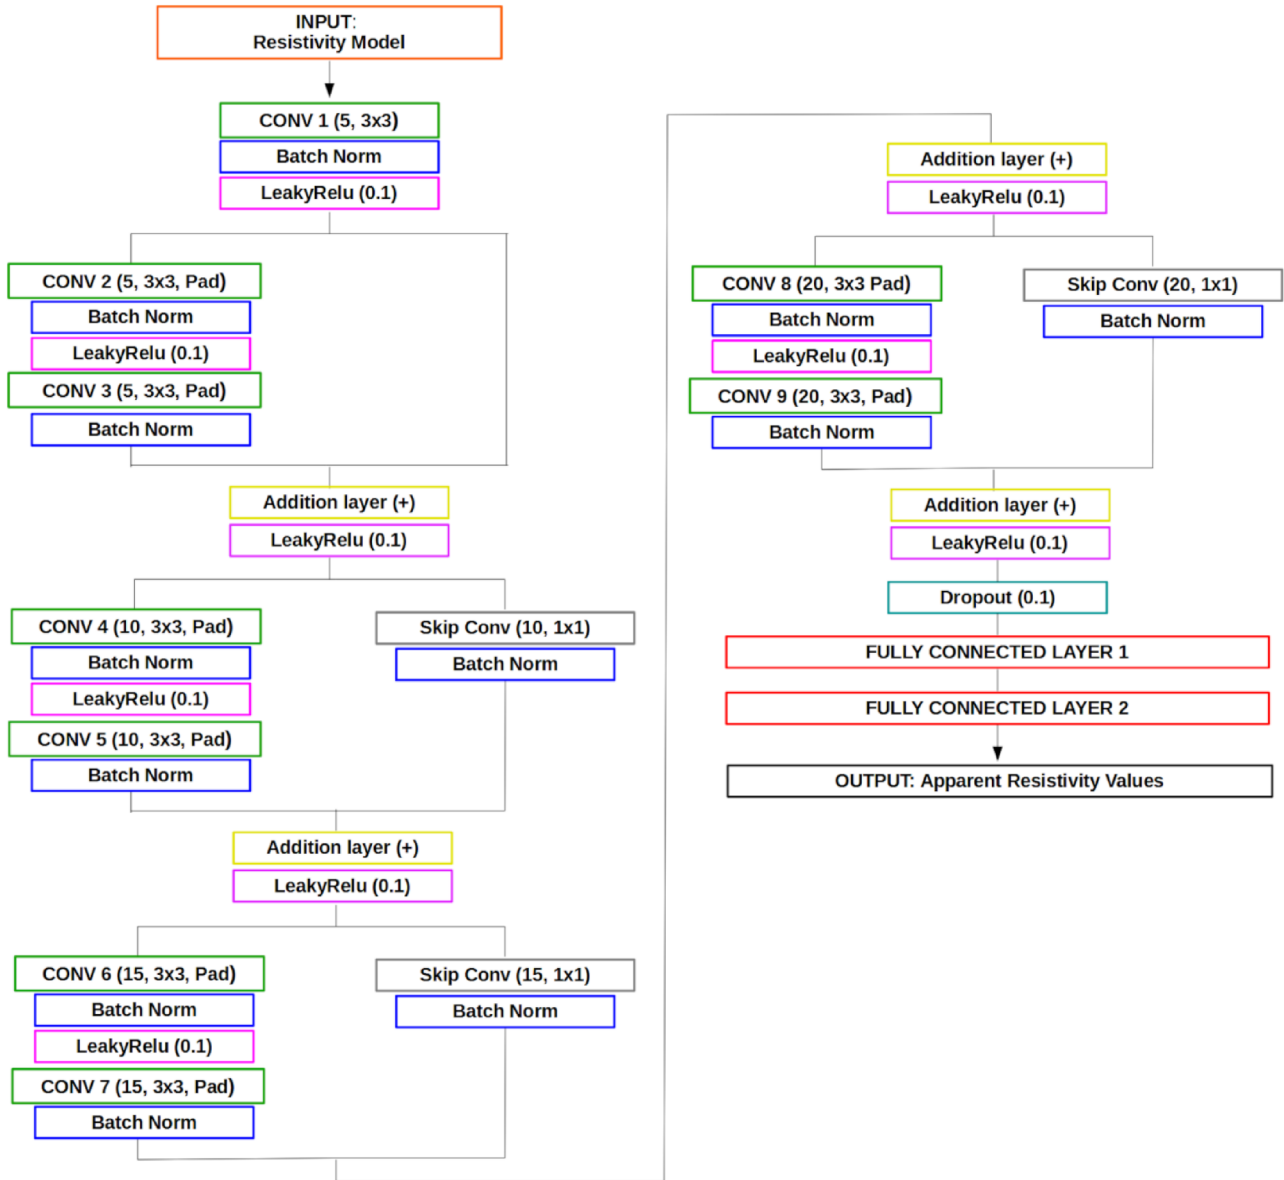 INPUT:
Resistivity Model
CONV 1 (5, 3x3)
Batch Norm
LeakyRelu (0.1)
CONV 2 (5, 3x3, Pad)
Batch Norm
LeakyRelu (0.1)
CONV 3 (5, 3x3, Pad)
Batch Norm
Addition layer (+)
LeakyRelu (0.1)
CONV 4 (10, 3x3, Pad)
Batch Norm
LeakyRelu (0.1)
CONV 5 (10, 3x3, Pad)
Batch Norm
Skip Conv (10, 1x1)
Batch Norm
Addition layer (+)
LeakyRelu (0.1)
CONV 6 (15, 3x3, Pad)
Batch Norm
LeakyRelu (0.1)
CONV 7 (15, 3x3, Pad)
Batch Norm
Skip Conv (15, 1x1)
Batch Norm
Addition layer (+)
LeakyRelu (0.1)
CONV 8 (20, 3x3 Pad)
Batch Norm
LeakyRelu (0.1)
CONV 9 (20, 3x3, Pad)
Batch Norm
Skip Conv (20, 1x1)
Batch Norm
Addition layer (+)
LeakyRelu (0.1)
Dropout (0.1)
FULLY CONNECTED LAYER 1
FULLY CONNECTED LAYER 2
OUTPUT: Apparent Resistivity Values